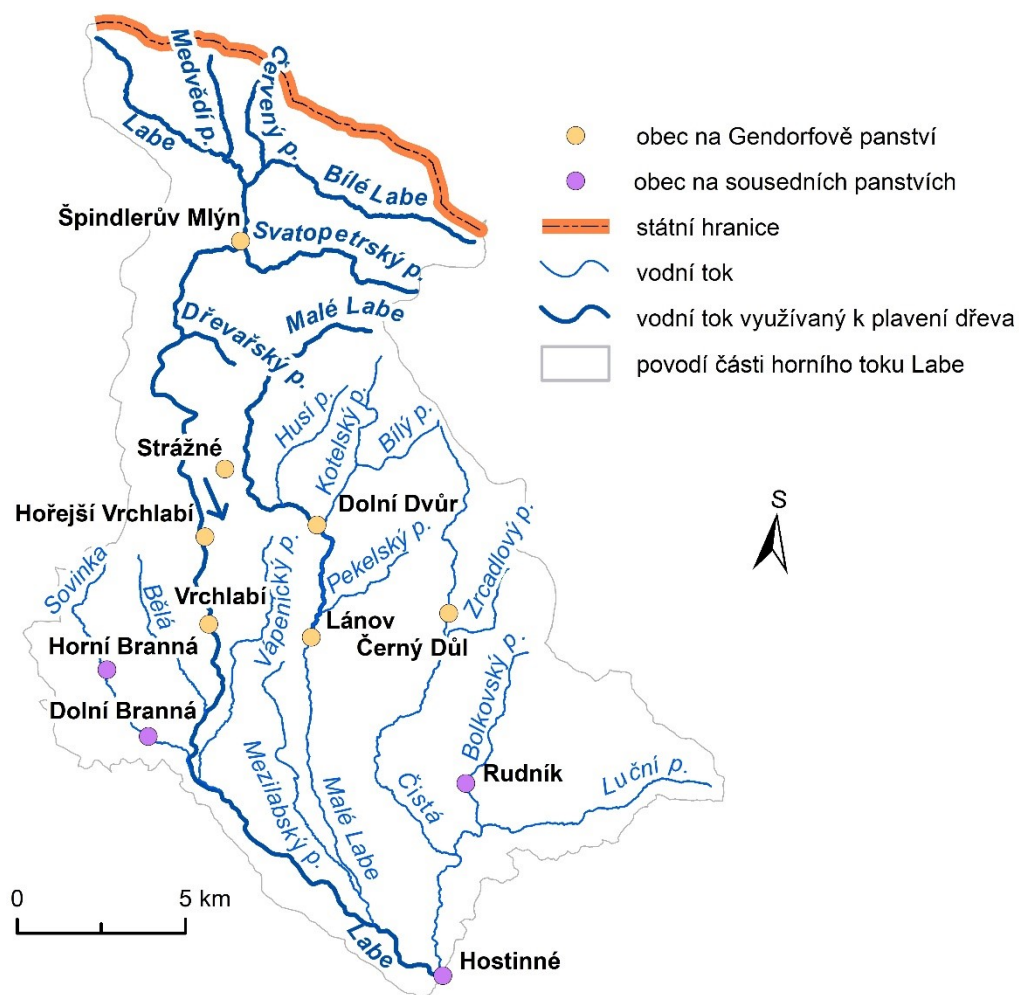 Medvědí p.
Červený p.
Labe
Bílé Labe
Špindlerův Mlýn
Svatopetrský p.
Dřevařský p.
Malé Labe
Husí p.
Kotelský p.
Bílý p.
Strážné
Hořejší Vrchlabí
Dolní Dvůr
Sovinka
Bělá
Vápenický p.
Pekelský p.
Zrcadlový p.
Vrchlabí
Lánov
Černý Důl
Horní Branná
Dolní Branná
Bolkovský p.
Mezilabský p.
Malé Labe
Čistá
Rudník
Luční p.
Labe
Hostinné
0 5 km
obec na Gendorfově panství
obec na sousedních panstvích
státní hranice
vodní tok
vodní tok využívaný k plavení dřeva
povodí části horního toku Labe
S